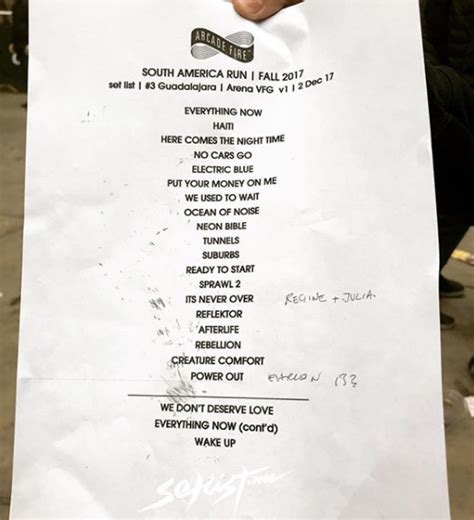 ARCADE FIRE
SOUTH AMERICA RUN | FALL 2017
set list | #3 Guadalajara | Arena VFG v1 | 2 Dec 17
EVERYTHING NOW
HAITI
HERE COMES THE NIGHT TIME
NO CARS GO
ELECTRIC BLUE
PUT YOUR MONEY ON ME
WE USED TO WAIT
OCEAN OF NOISE
NEON BIBLE
TUNNELS
SUBURBS
READY TO START
SPRAWL 2
ITS NEVER OVER REGINE + JULIA
REFLEKTOR
AFTERLIFE
REBELLION
CREATURE COMFORT
POWER OUT 133
WE DON'T DESERVE LOVE
EVERYTHING NOW (cont'd)
WAKE UP